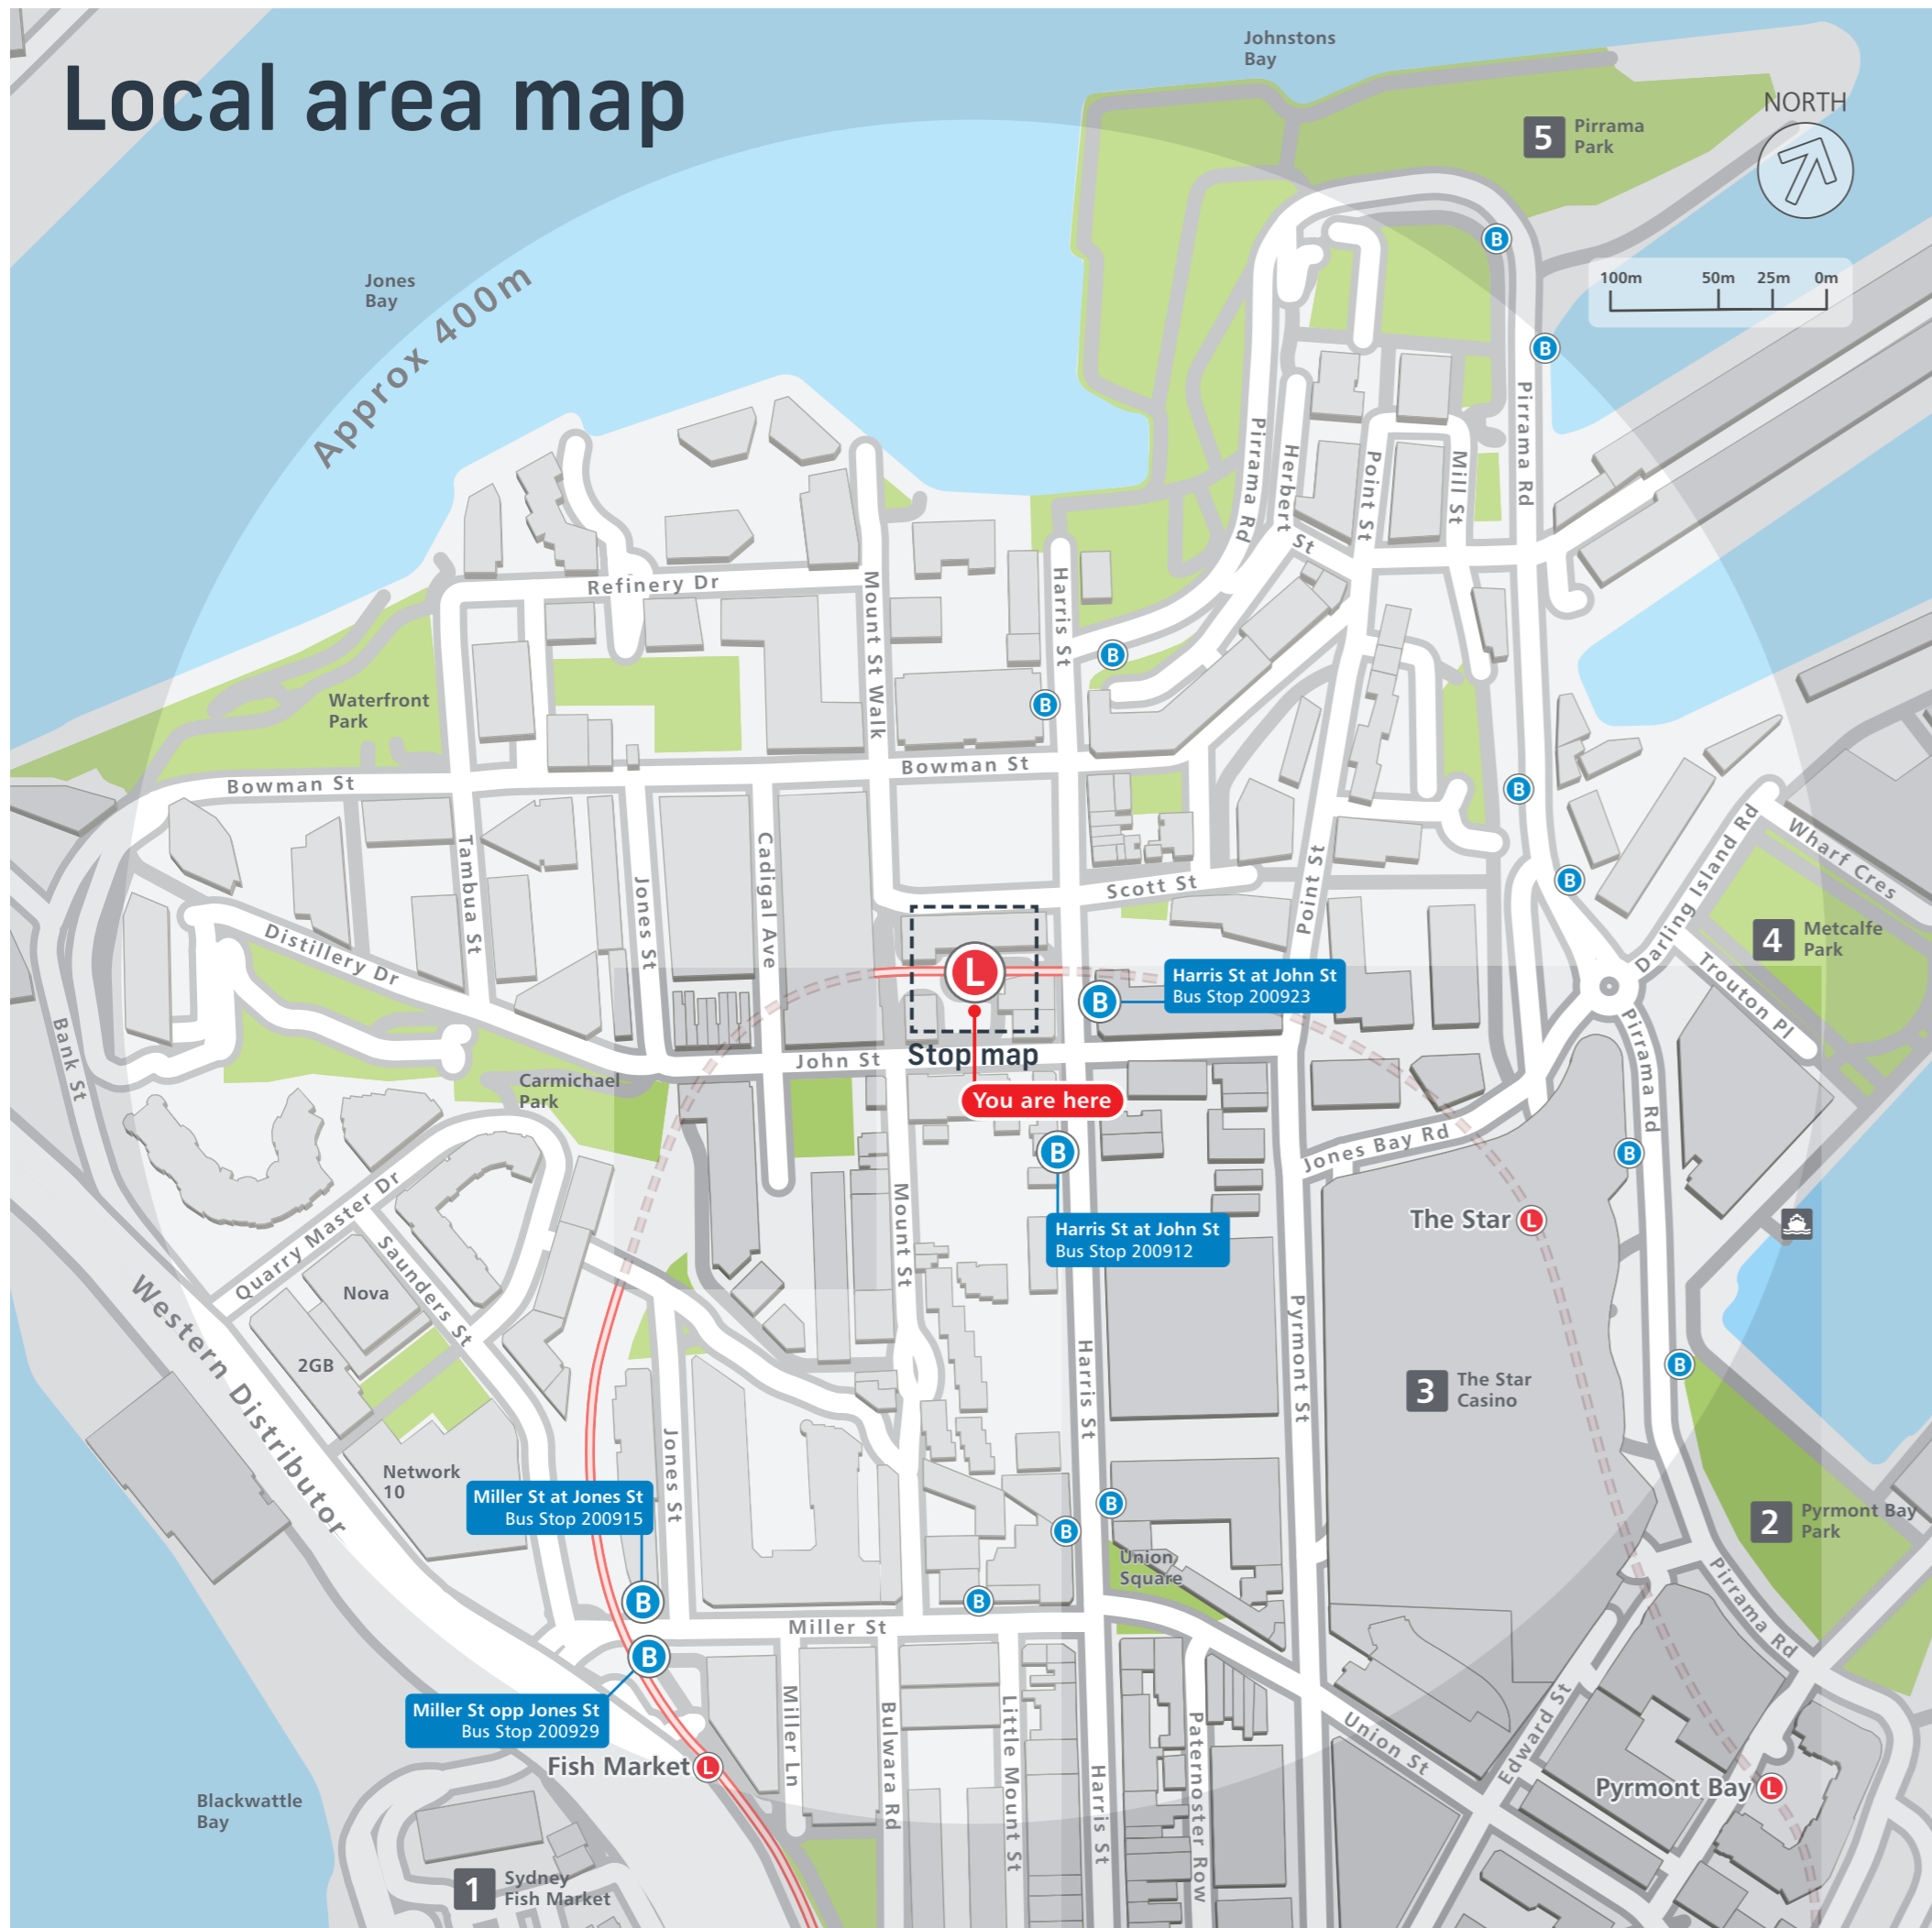 Local area map
Johnstons
Bay
NORTH
5
Pirrama
Park
B
100m 50m 25m 0m
Jones
Bay
Approx 400m
B
Pirrama Rd
Pirrama Rd
Herbert St
Point St
Mill St
Refinery Dr
Mount St Walk
Harris St
B
B
Waterfront
Park
Bowman St
Bowman St
B
Tambua St
Jones St
Cadigal Ave
Scott St
Point St
B
Darling Island Rd
Wharf Cres
4
Metcalfe
Park
Trouton Pl
Distillery Dr
L
B
Harris St at John St
Bus Stop 200923
Bank St
John St
Stop map
Pirrama Rd
Carmichael
Park
You are here
B
Jones Bay Rd
B
Quarry Master Dr
Mount St
Harris St at John St
Bus Stop 200912
The Star
L
Saunders St
Nova
Western Distributor
2GB
Harris St
Pyrmont St
3
The Star
Casino
B
Network
10
Jones St
Miller St at Jones St
Bus Stop 200915
B
B
2
Pyrmont Bay
Park
Union
Square
B
B
Miller St
Pirrama Rd
B
Miller St opp Jones St
Bus Stop 200929
Miller Ln
Bulwara Rd
Little Mount St
Harris St
Paternoster Row
Union St
Edward St
Fish Market
L
Pyrmont Bay
L
Blackwattle
Bay
1
Sydney
Fish Market